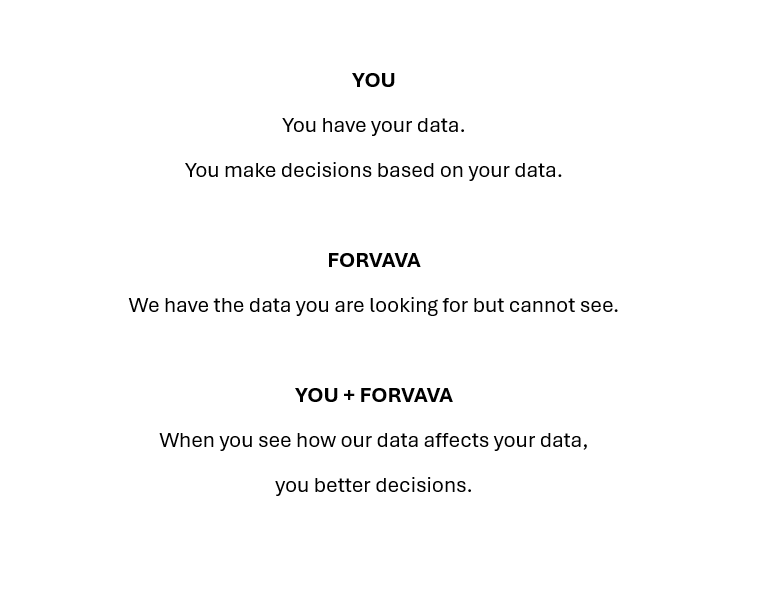 YOU
You have your data.
You make decisions based on your data.
FORVAVA
We have the data you are looking for but cannot see.
YOU + FORVAVA
When you see how our data affects your data,
you better decisions.